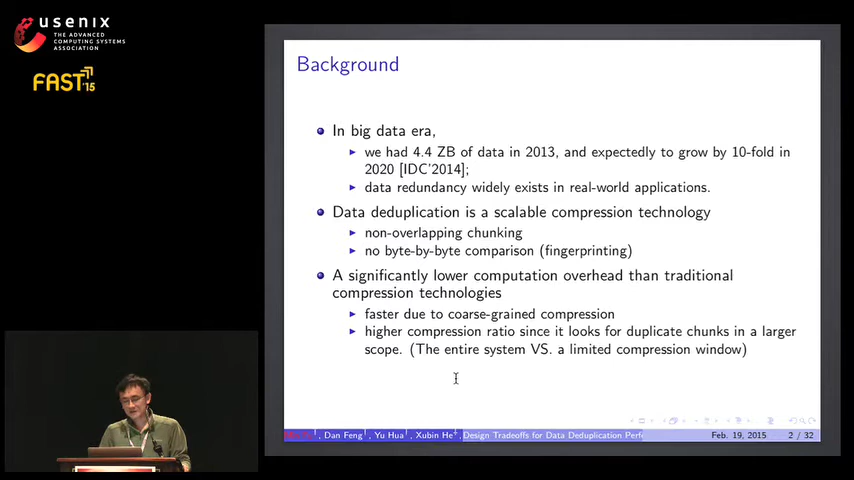 usenix
THE ADVANCED
COMPUTING SYSTEMS
ASSOCIATION
FAST'15
Background
In big data era,
we had 4.4 ZB of data in 2013, and expectedly to grow by 10-fold in
2020 [IDC'2014];
data redundancy widely exists in real-world applications.
Data deduplication is a scalable compression technology
non-overlapping chunking
no byte-by-byte comparison (fingerprinting)
A significantly lower computation overhead than traditional
compression technologies
faster due to coarse-grained compression
higher compression ratio since it looks for duplicate chunks in a larger
scope. (The entire system VS. a limited compression window)
, Dan Feng†, Yu Hua†, Xubin He‡, Design Tradeoffs for Data Deduplication Perf
Feb. 19, 2015 2 / 32